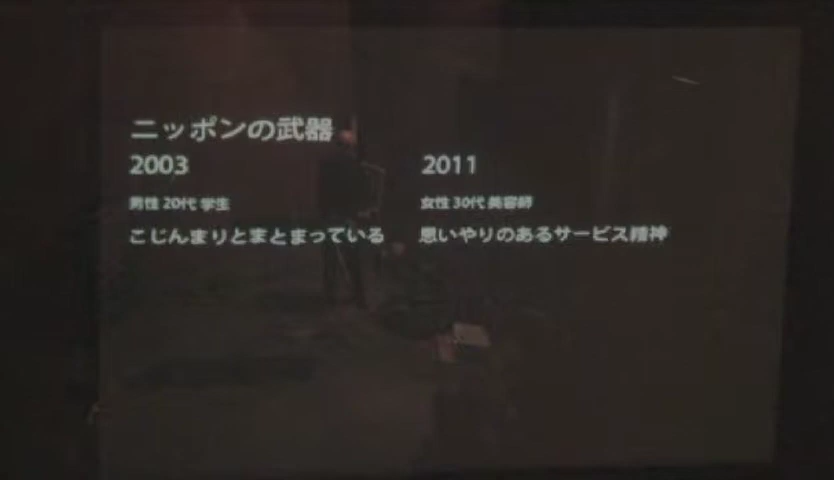 ニッポンの武器
2003
男性 20代 学生
こじんまりとまとまっている
2011
女性 30代 美容師
思いやりのあるサービス精神